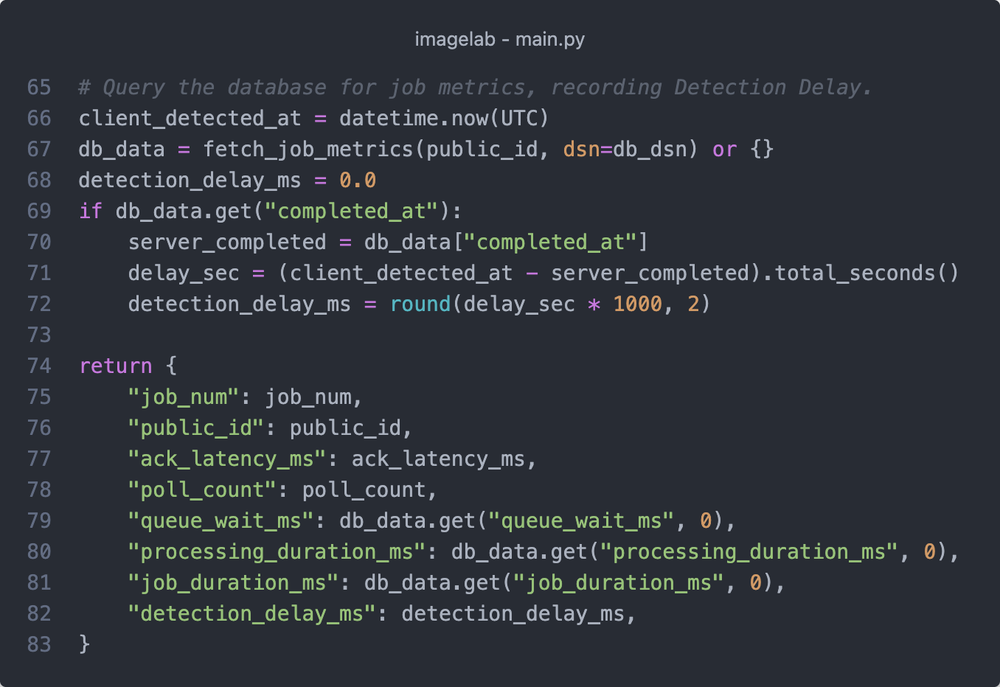 imagelab - main.py
65 # Query the database for job metrics, recording Detection Delay.
66 client_detected_at = datetime.now(UTC)
67 db_data = fetch_job_metrics(public_id, dsn=db_dsn) or {}
68 detection_delay_ms = 0.0
69 if db_data.get("completed_at"):
70     server_completed = db_data["completed_at"]
71     delay_sec = (client_detected_at - server_completed).total_seconds()
72     detection_delay_ms = round(delay_sec * 1000, 2)
73
74 return {
75     "job_num": job_num,
76     "public_id": public_id,
77     "ack_latency_ms": ack_latency_ms,
78     "poll_count": poll_count,
79     "queue_wait_ms": db_data.get("queue_wait_ms", 0),
80     "processing_duration_ms": db_data.get("processing_duration_ms", 0),
81     "job_duration_ms": db_data.get("job_duration_ms", 0),
82     "detection_delay_ms": detection_delay_ms,
83 }